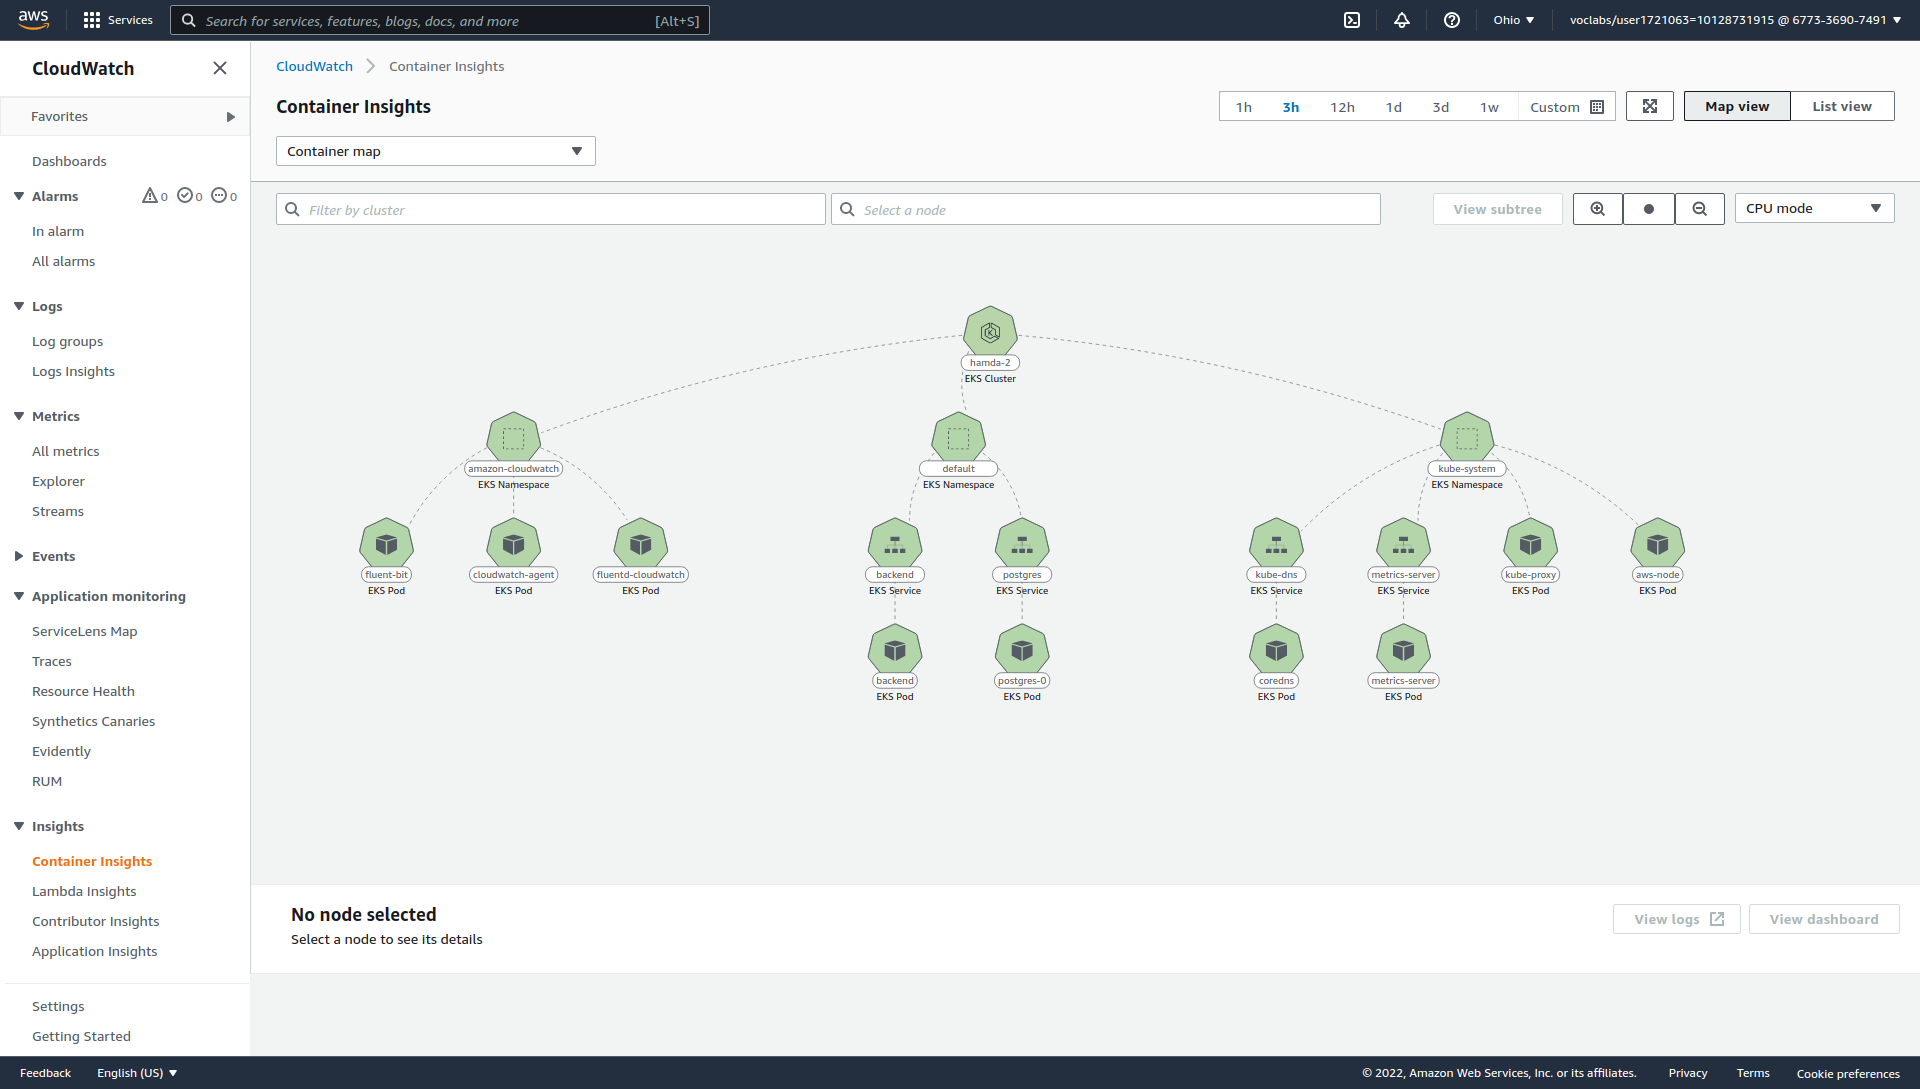 aws
Services
Search for services, features, blogs, docs, and more
[Alt+S]
Ohio
voclabs/user1721063=10128731915 @ 6773-3690-7491
CloudWatch
Favorites
Dashboards
Alarms 0 0 0
In alarm
All alarms
Logs
Log groups
Logs Insights
Metrics
All metrics
Explorer
Streams
Events
Application monitoring
ServiceLens Map
Traces
Resource Health
Synthetics Canaries
Evidently
RUM
Insights
Container Insights
Lambda Insights
Contributor Insights
Application Insights
Settings
Getting Started
CloudWatch Container Insights
Container Insights
1h 3h 12h 1d 3d 1w Custom
Map view List view
Container map
Filter by cluster
Select a node
View subtree
CPU mode
hamda-2
EKS Cluster
amazon-cloudwatch
EKS Namespace
default
EKS Namespace
kube-system
EKS Namespace
fluent-bit
EKS Pod
cloudwatch-agent
EKS Pod
fluentd-cloudwatch
EKS Pod
backend
EKS Service
postgres
EKS Service
kube-dns
EKS Service
metrics-server
EKS Service
kube-proxy
EKS Pod
aws-node
EKS Pod
backend
EKS Pod
postgres-0
EKS Pod
coredns
EKS Pod
metrics-server
EKS Pod
No node selected
Select a node to see its details
View logs
View dashboard
Feedback
English (US)
© 2022, Amazon Web Services, Inc. or its affiliates.
Privacy
Terms
Cookie preferences